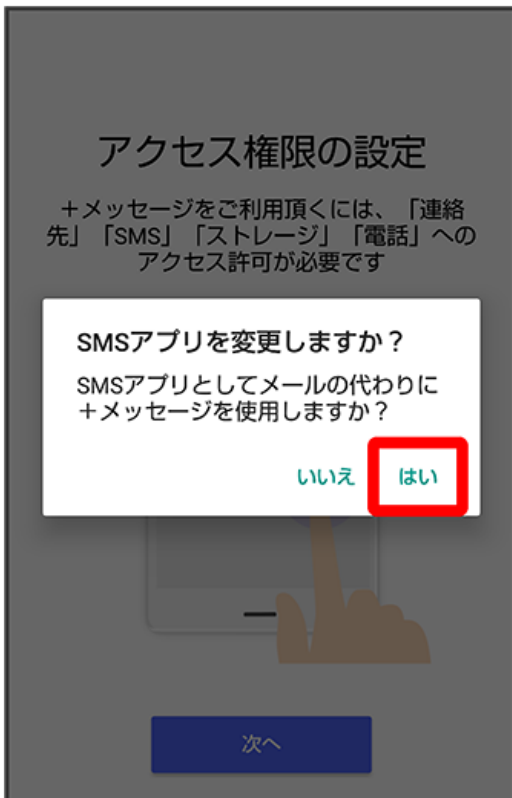 アクセス権限の設定
＋メッセージをご利用頂くには、「連絡
先」「SMS」「ストレージ」「電話」への
アクセス許可が必要です
SMSアプリを変更しますか？
SMSアプリとしてメールの代わりに
＋メッセージを使用しますか？
いいえ はい
次へ